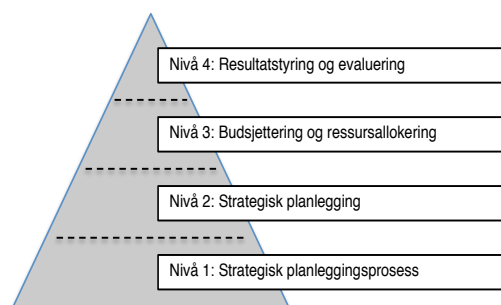 Nivå 4: Resultatstyring og evaluering
Nivå 3: Budsjettering og ressursallokering
Nivå 2: Strategisk planlegging
Nivå 1: Strategisk planleggingsprosess